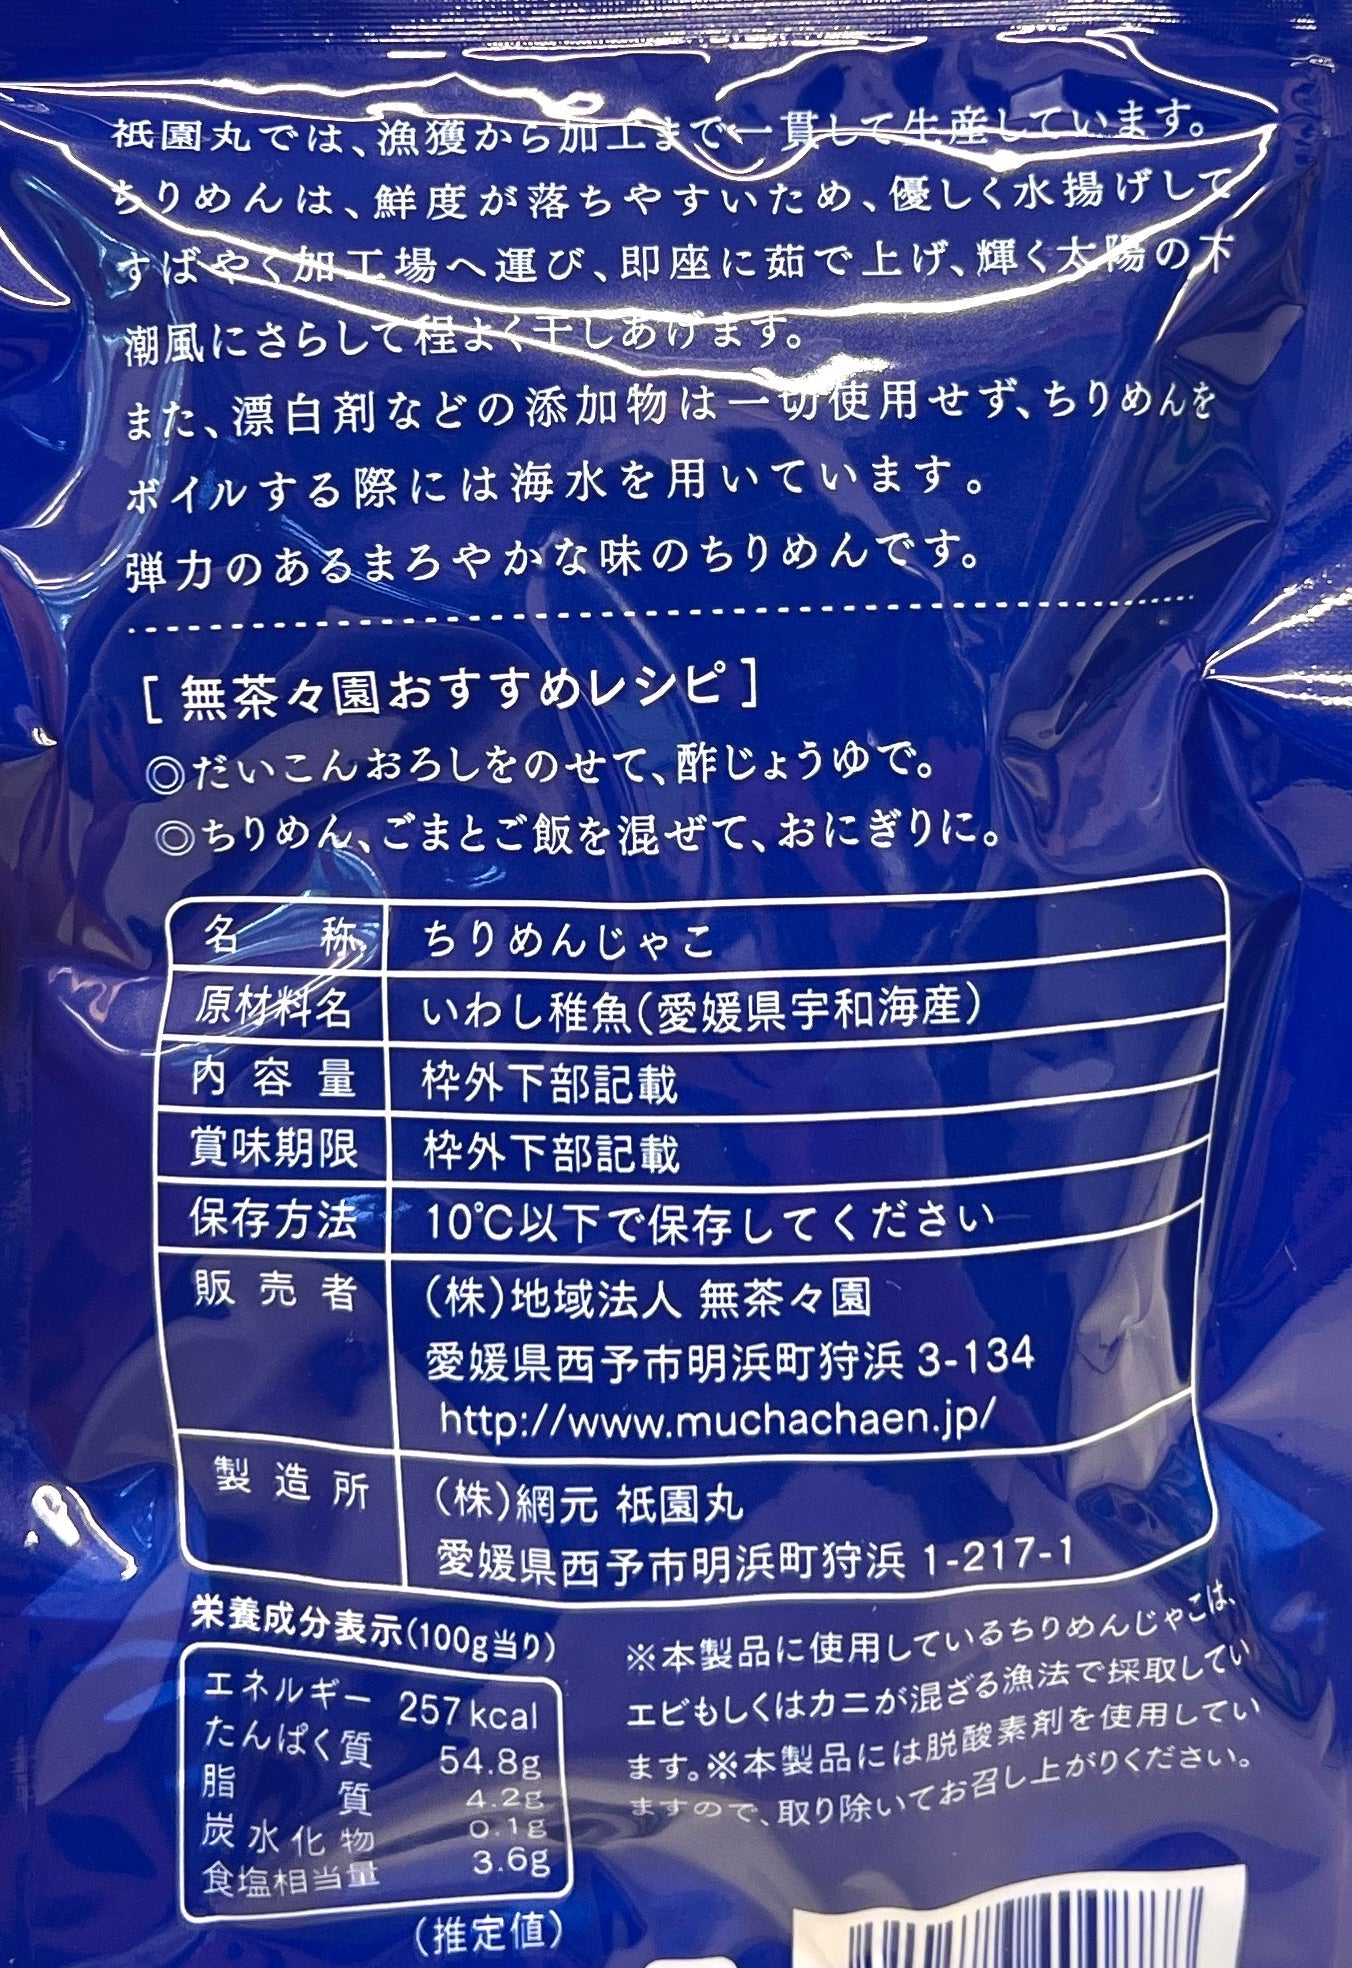 祇園丸では、漁獲から加工まで一貫して生産しています。
ちりめんは、鮮度が落ちやすいため、優しく水揚げして
すばやく加工場へ運び、即座に茹で上げ、輝く太陽の下
潮風にさらして程よく干しあげます。
また、漂白剤などの添加物は一切使用せず、ちりめんを
ボイルする際には海水を用いています。
弾力のあるまろやかな味のちりめんです。
[ 無茶々園おすすめレシピ ]
◎だいこんおろしをのせて、酢じょうゆで。
◎ちりめん、ごまとご飯を混ぜて、おにぎりに。
名称 ちりめんじゃこ
原材料名 いわし稚魚(愛媛県宇和海産)
内容量 枠外下部記載
賞味期限 枠外下部記載
保存方法 10℃以下で保存してください
販売者 (株)地域法人 無茶々園
愛媛県西予市明浜町狩浜 3-134
http://www.muchachaen.jp/
製造所 (株)網元 祇園丸
愛媛県西予市明浜町狩浜 1-217-1
栄養成分表示(100g当り)
エネルギー 257kcal
たんぱく質 54.8g
脂質 4.2g
炭水化物 0.1g
食塩相当量 3.6g
(推定値)
※本製品に使用しているちりめんじゃこは、
エビもしくはカニが混ざる漁法で採取してい
ます。※本製品には脱酸素剤を使用してい
ますので、取り除いてお召し上がりください。